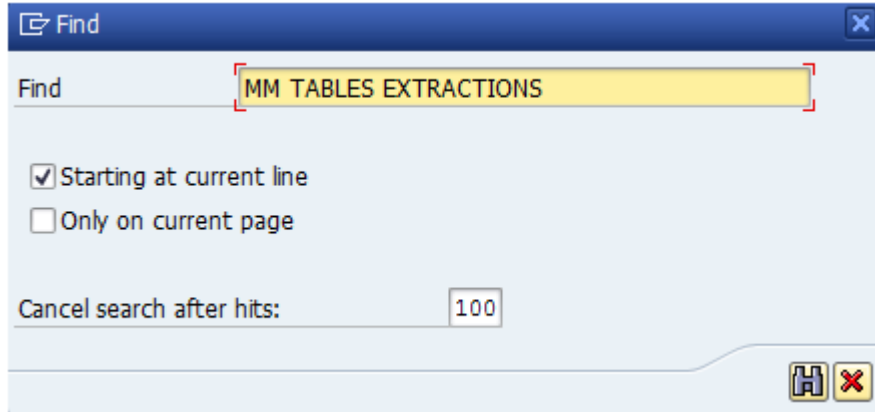 Find
Find MM TABLES EXTRACTIONS
Starting at current line
Only on current page
Cancel search after hits: 100